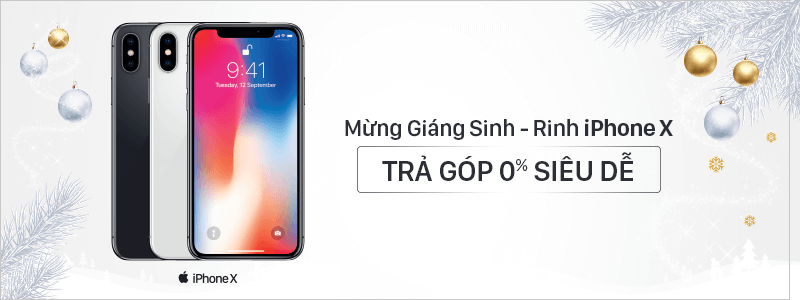 9:41
Tuesday, 12 September
iPhone X
Mừng Giáng Sinh - Rinh iPhone X
TRẢ GÓP 0% SIÊU DỄ